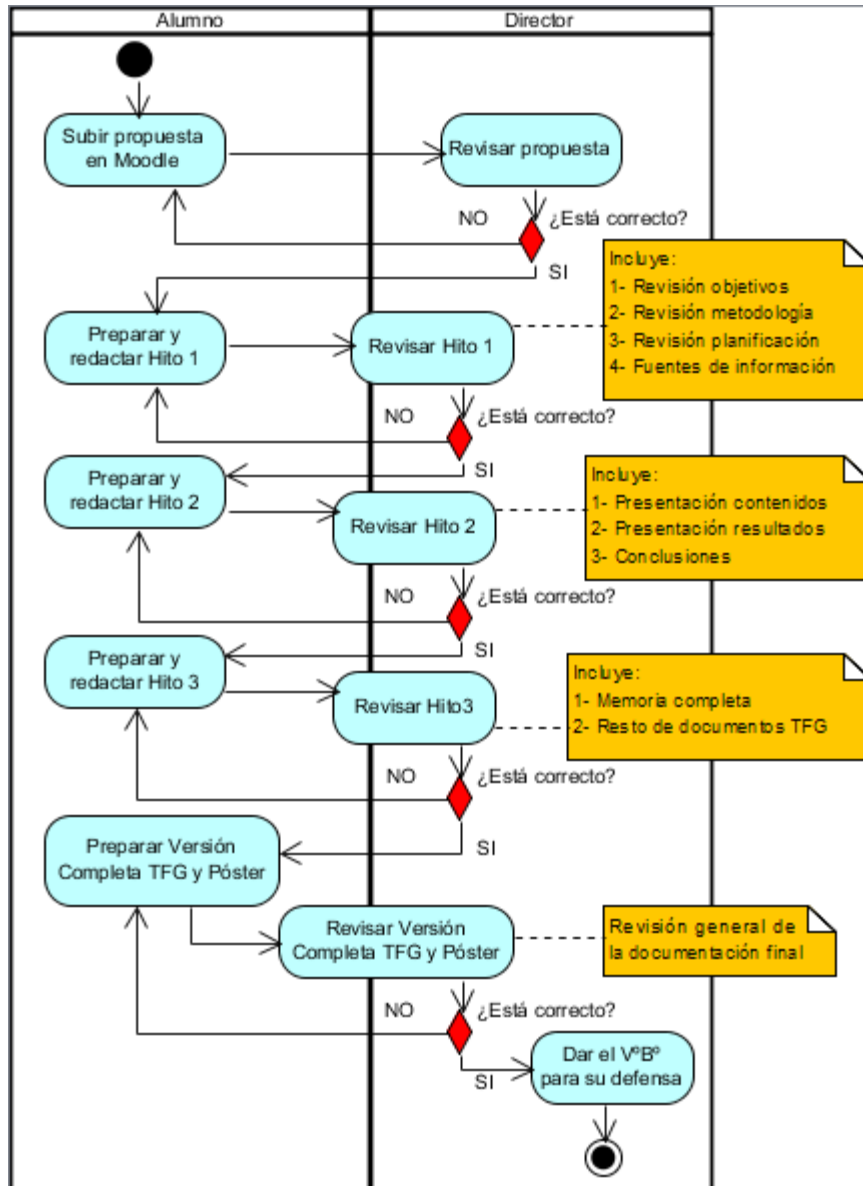 Alumno
Director
Subir propuesta
en Moodle
Revisar propuesta
NO
¿Está correcto?
SI
Incluye:
1- Revisión objetivos
2- Revisión metodología
3- Revisión planificación
4- Fuentes de información
Preparar y
redactar Hito 1
Revisar Hito 1
NO
¿Está correcto?
SI
Preparar y
redactar Hito 2
Revisar Hito 2
Incluye:
1- Presentación contenidos
2- Presentación resultados
3- Conclusiones
NO
¿Está correcto?
SI
Preparar y
redactar Hito 3
Revisar Hito3
Incluye:
1- Memoria completa
2- Resto de documentos TFG
NO
¿Está correcto?
SI
Preparar Versión
Completa TFG y Póster
Revisar Versión
Completa TFG y Póster
Revisión general de
la documentación final
NO
¿Está correcto?
SI
Dar el VºBº
para su defensa